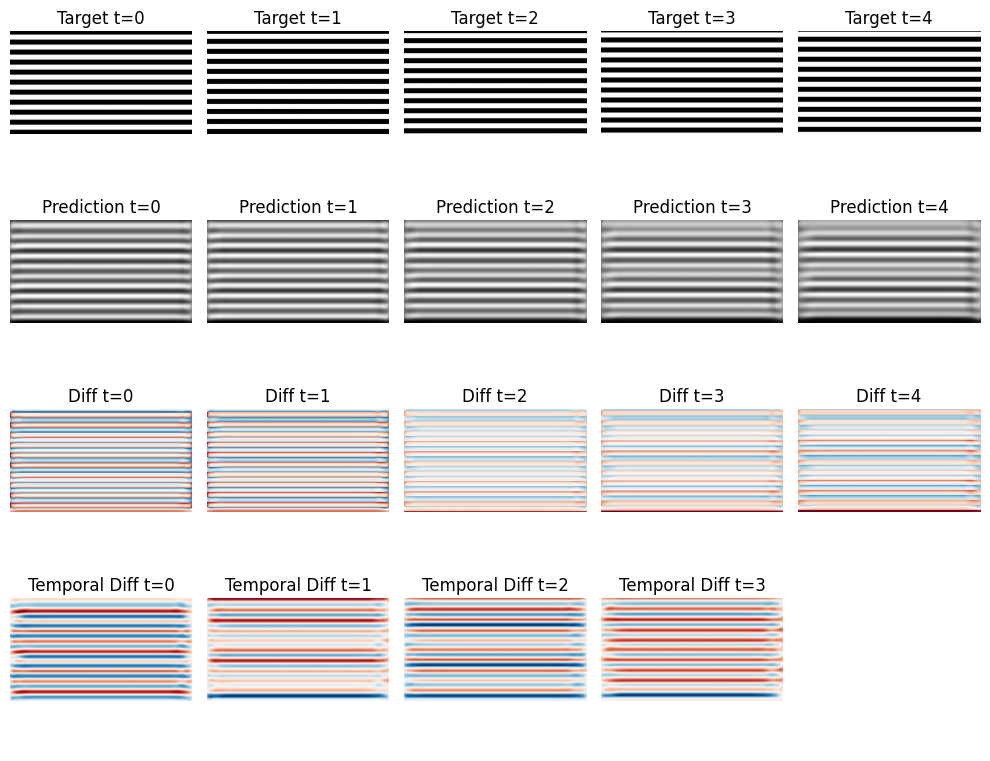 Target t=0 Target t=1 Target t=2 Target t=3 Target t=4
Prediction t=0 Prediction t=1 Prediction t=2 Prediction t=3 Prediction t=4
Diff t=0 Diff t=1 Diff t=2 Diff t=3 Diff t=4
Temporal Diff t=0 Temporal Diff t=1 Temporal Diff t=2 Temporal Diff t=3